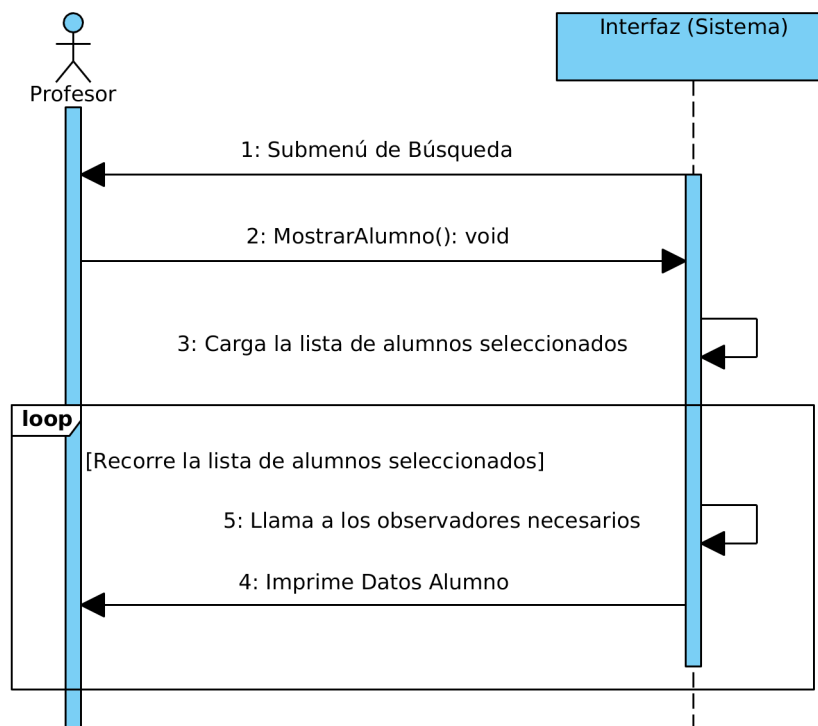 Interfaz (Sistema)
Profesor
1: Submenú de Búsqueda
2: MostrarAlumno(): void
3: Carga la lista de alumnos seleccionados
loop
[Recorre la lista de alumnos seleccionados]
5: Llama a los observadores necesarios
4: Imprime Datos Alumno